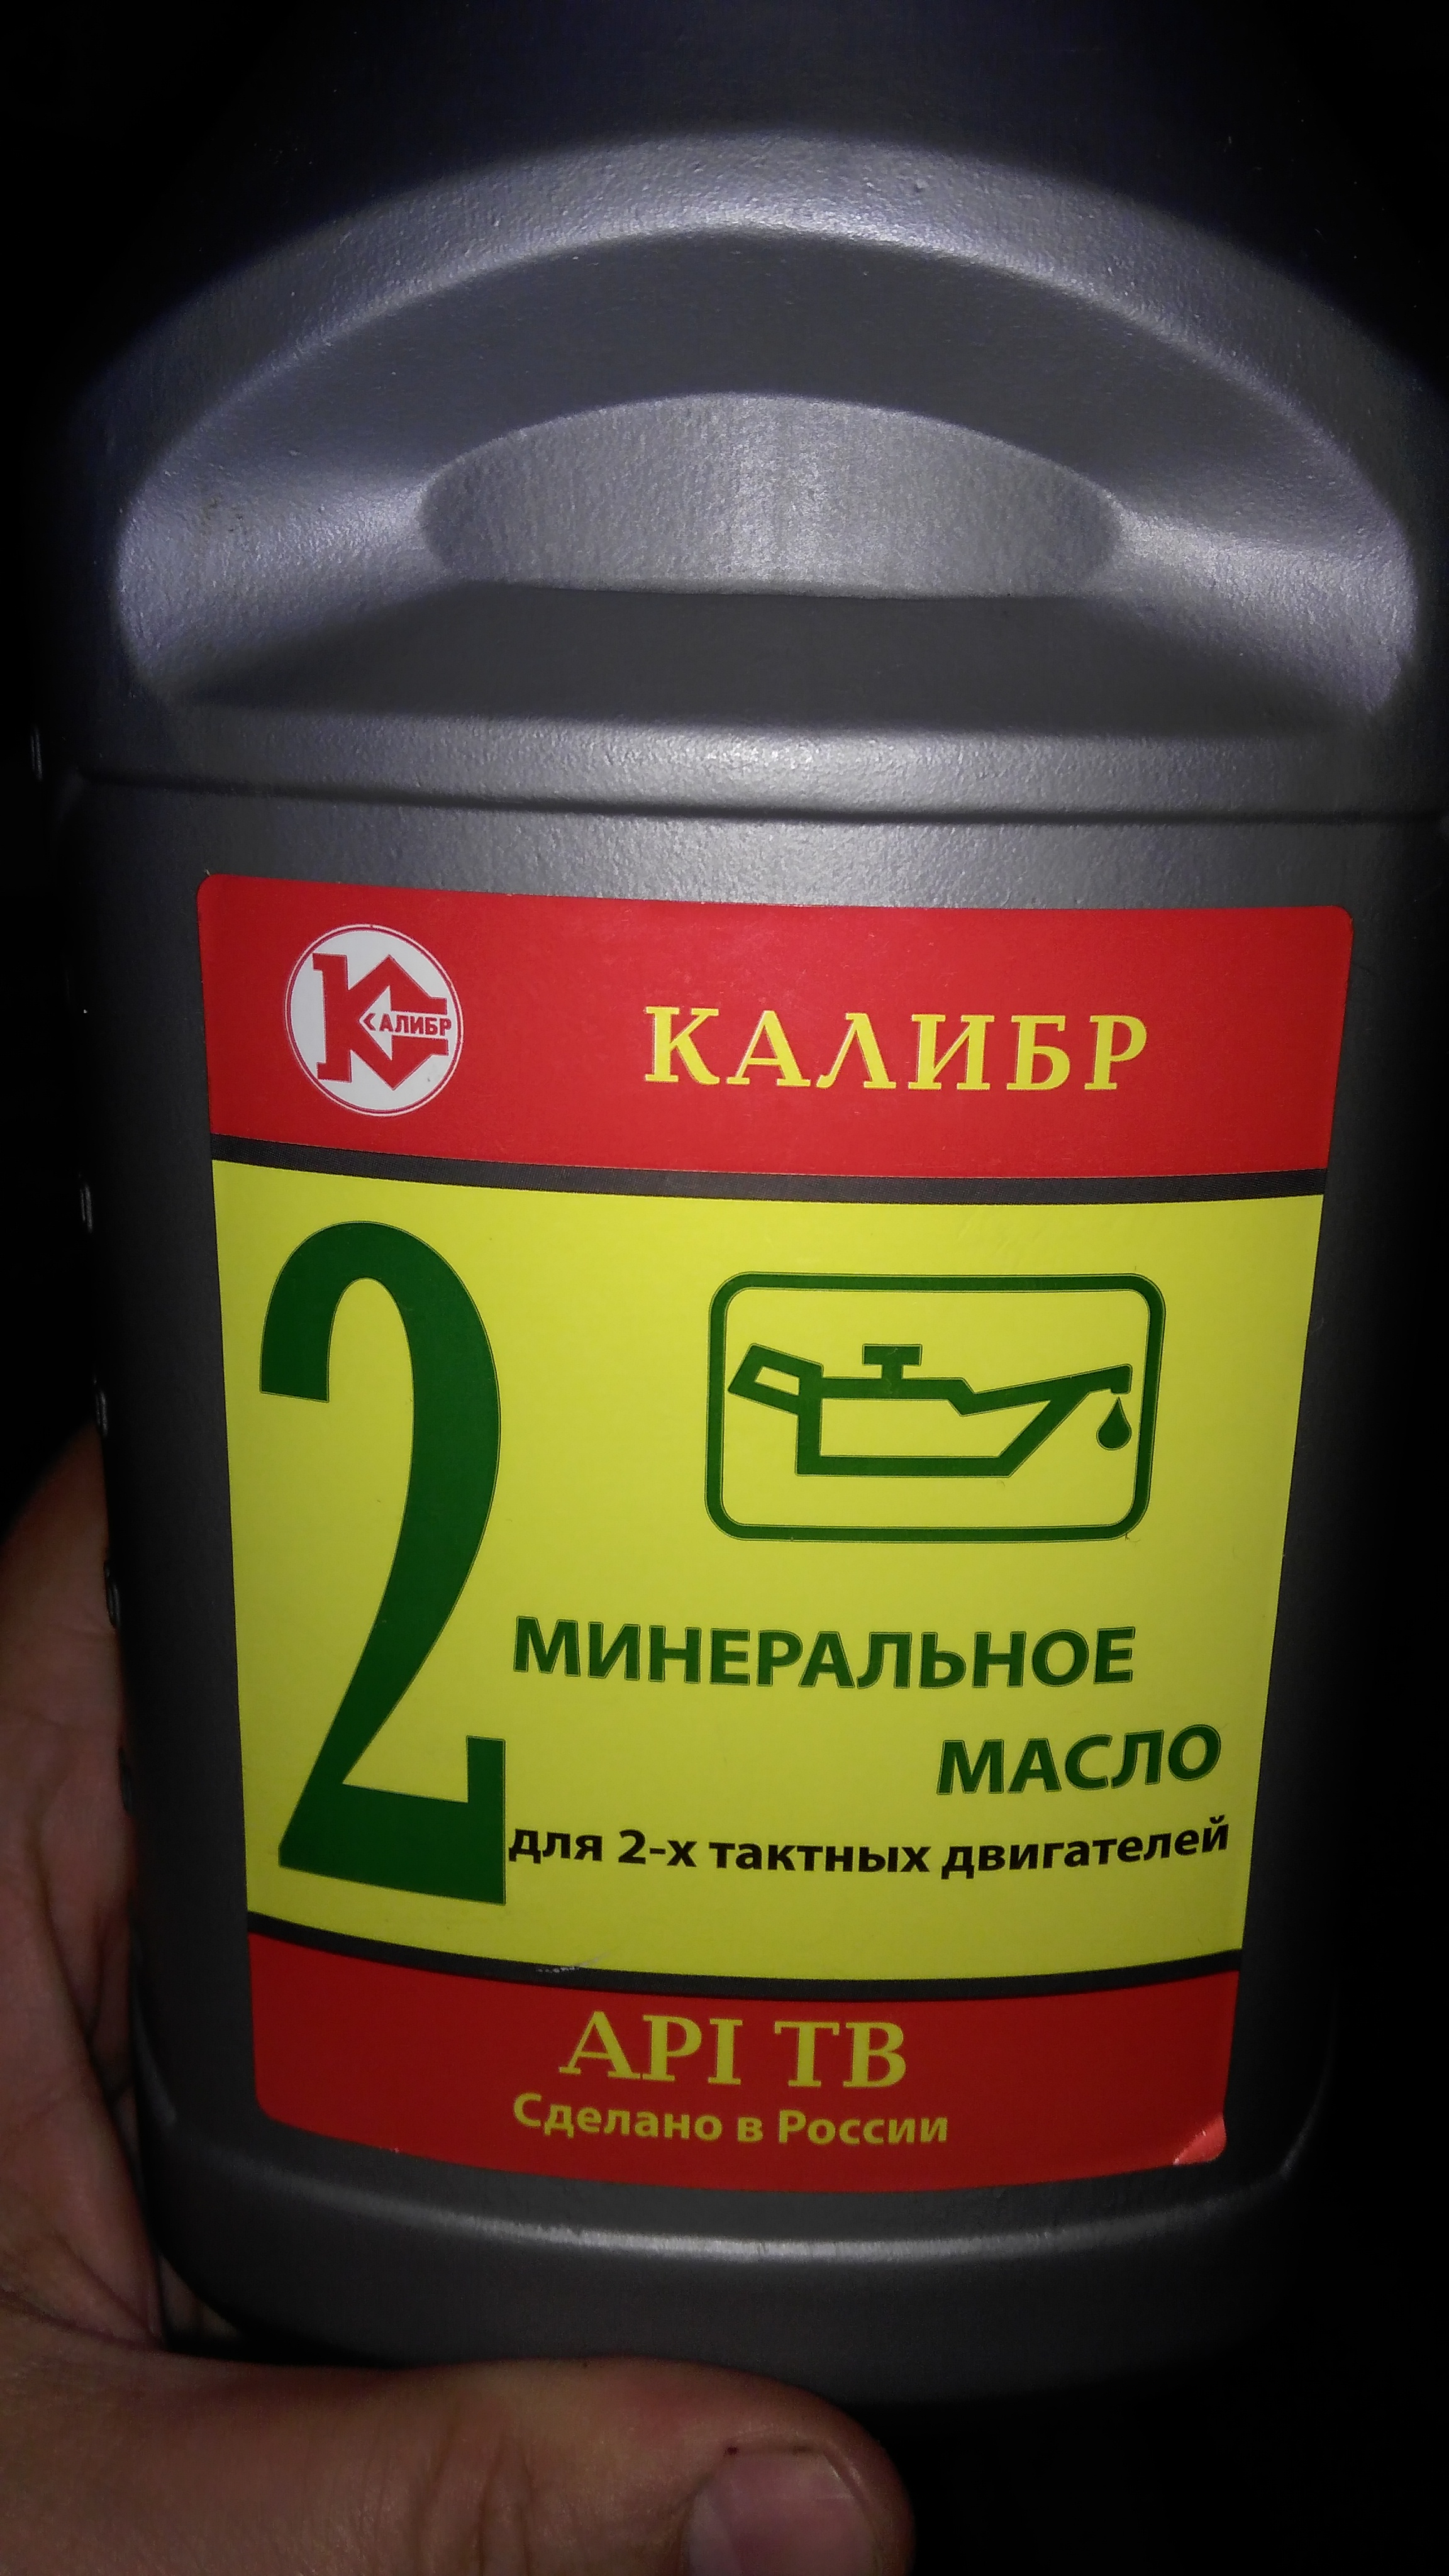 КАЛИБР
КАЛИБР
2
МИНЕРАЛЬНОЕ
МАСЛО
для 2-х тактных двигателей
API TB
Сделано в России